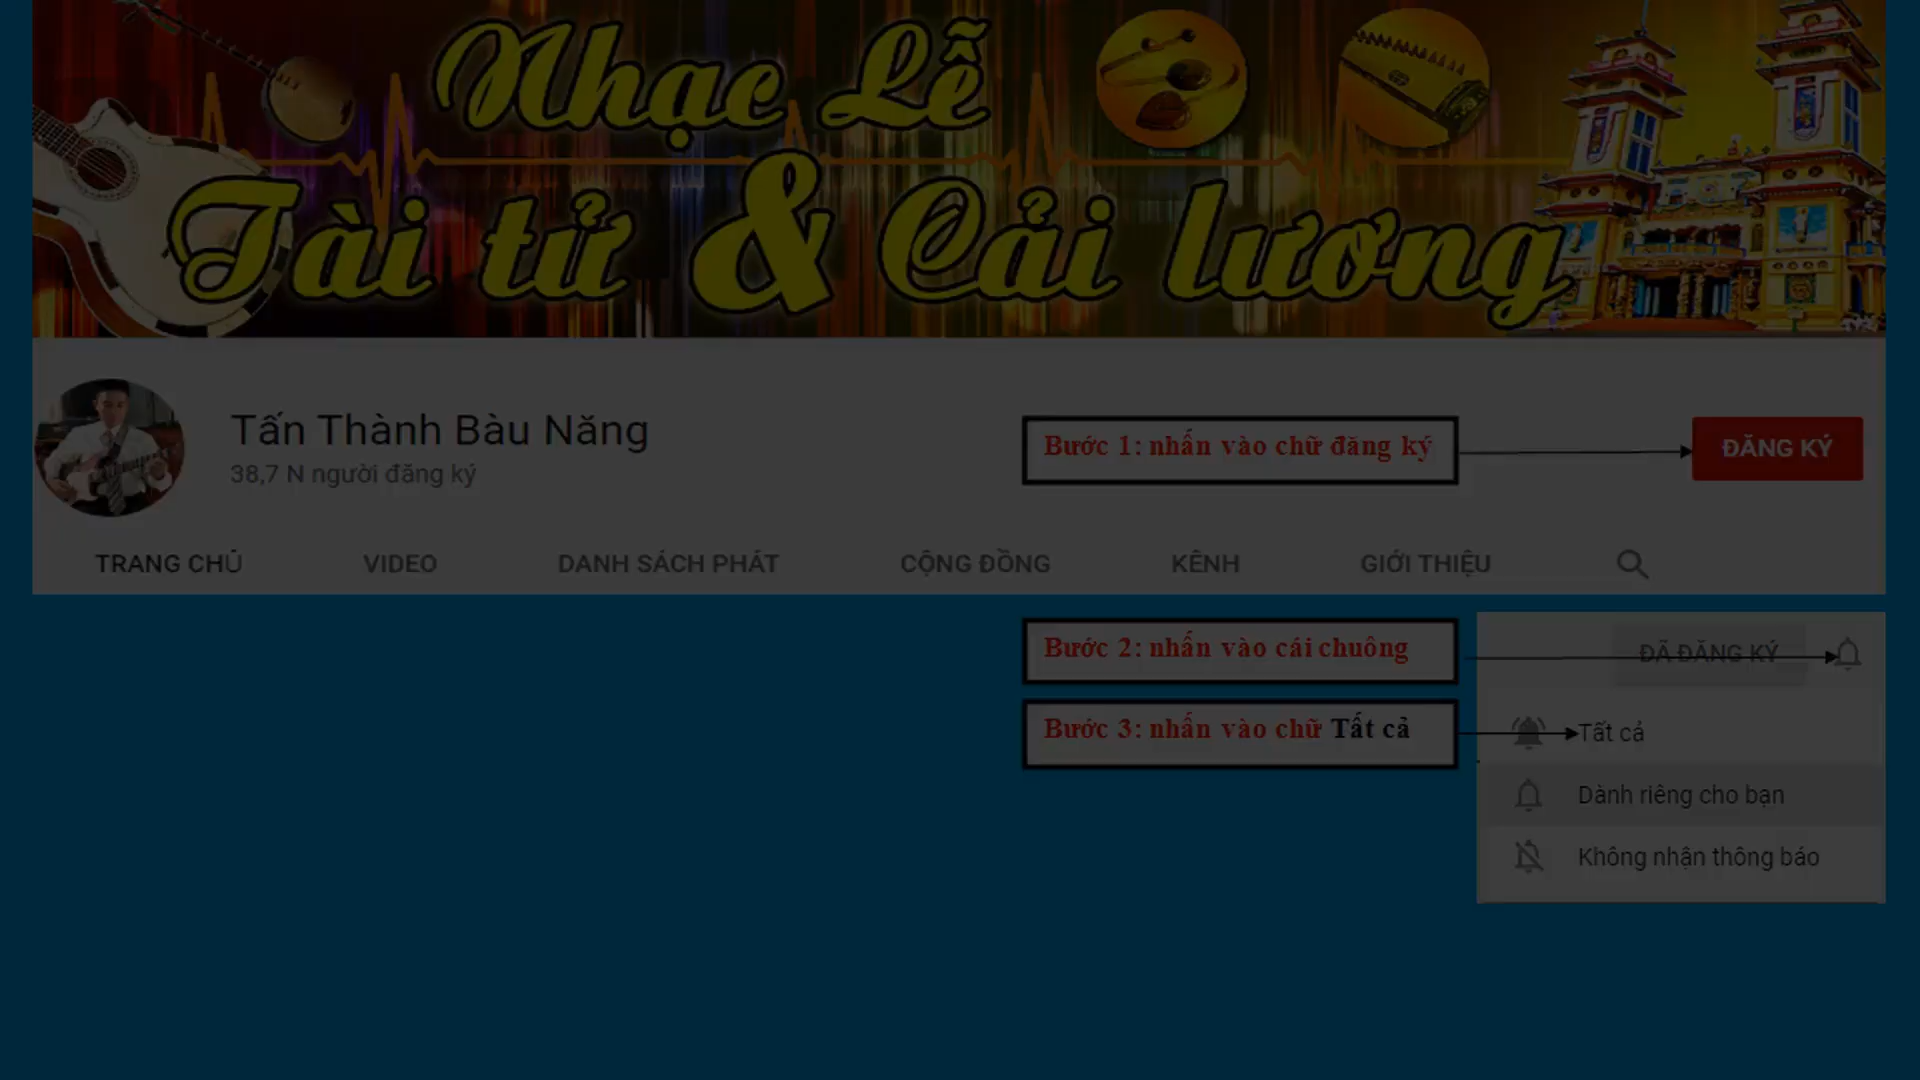 Nhạc Lễ
Tài tử & Cải lương
Tấn Thành Bàu Năng
38,7 N người đăng ký
Bước 1: nhấn vào chữ đăng ký
ĐĂNG KÝ
TRANG CHỦ VIDEO DANH SÁCH PHÁT CỘNG ĐỒNG KÊNH GIỚI THIỆU
Bước 2: nhấn vào cái chuông
ĐÃ ĐĂNG KÝ
Bước 3: nhấn vào chữ Tất cả
Tất cả
Dành riêng cho bạn
Không nhận thông báo